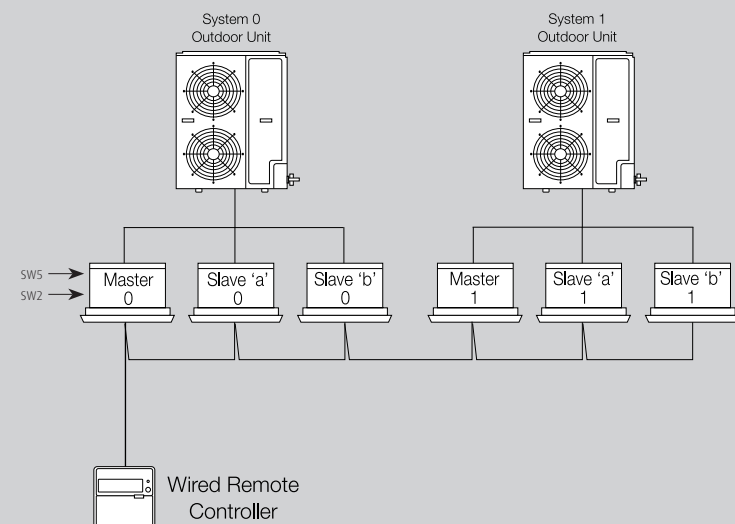 System 0
Outdoor Unit
System 1
Outdoor Unit
SW5
SW2
Master
0
Slave ‘a’
0
Slave ‘b’
0
Master
1
Slave ‘a’
1
Slave ‘b’
1
Wired Remote
Controller